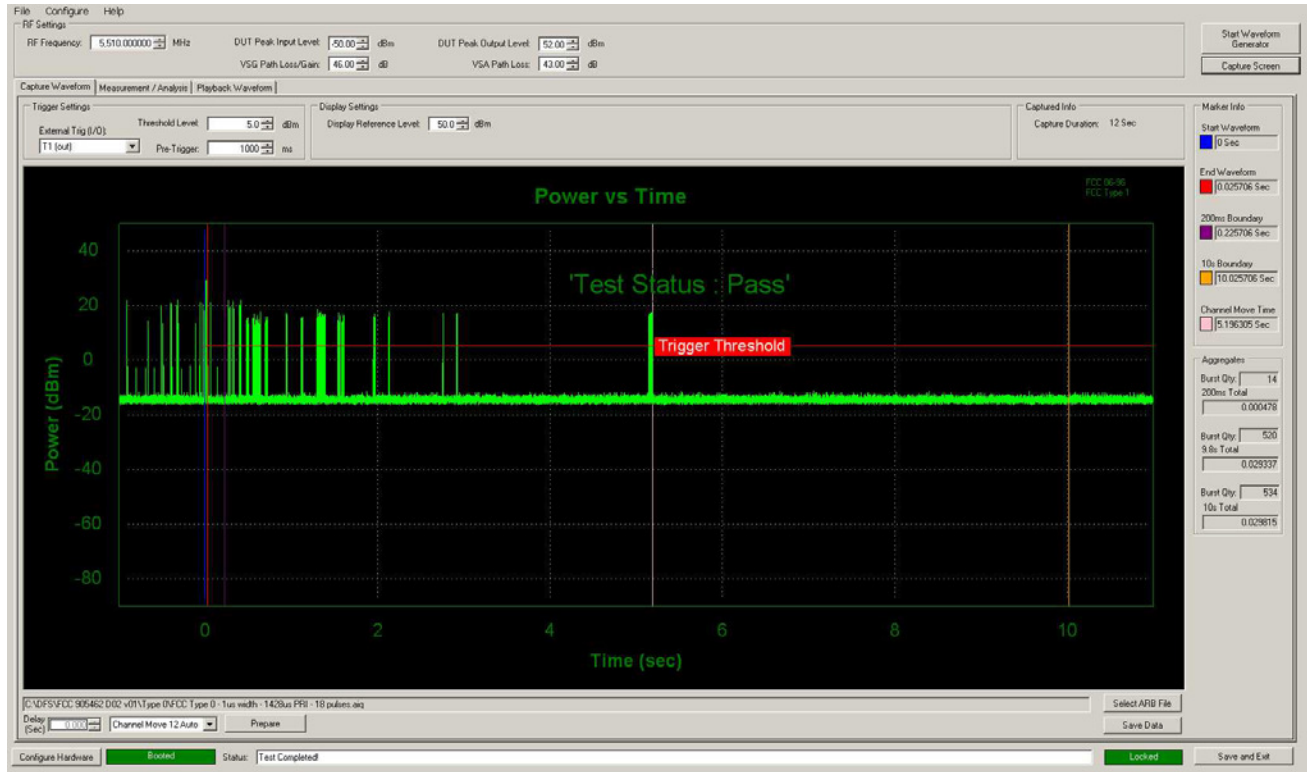 File Configure Help
RF Settings
RF Frequency: 5,510.000000 MHz DUT Peak Input Level: -50.00 dBm DUT Peak Output Level: 52.00 dBm
VSG Path Loss/Gain: 46.00 dB VSA Path Loss: 43.00 dB
Start Waveform Generator
Capture Screen
Capture Waveform Measurement / Analysis Playback Waveform
Trigger Settings
External Trig (I/O): Threshold Level: 5.0 dBm
T1 (out) Pre-Trigger: 1000 ms
Display Settings
Display Reference Level: 50.0 dBm
Captured Info
Capture Duration: 12 Sec
Marker Info
Start Waveform
0 Sec
End Waveform
0.025706 Sec
200ms Boundary
0.225706 Sec
10s Boundary
10.025706 Sec
Channel Move Time
5.196305 Sec
Aggregates
Burst Qty: 14
200ms Total
0.000478
Burst Qty: 520
9.8s Total
0.029337
Burst Qty: 534
10s Total
0.029815
Power vs Time
FCC 06-96
FCC Type 1
'Test Status : Pass'
Trigger Threshold
Power (dBm)
40
20
0
-20
-40
-60
-80
0 2 4 6 8 10
Time (sec)
C:\DFS\FCC 905462 D02 v01\Type 0\FCC Type 0 - 1us width - 1428us PRI - 18 pulses.aiq
Select ARB File
Delay (Sec) 0.000 Channel Move 12 Auto Prepare
Save Data
Configure Hardware Booted Status: Test Completed! Locked Save and Exit